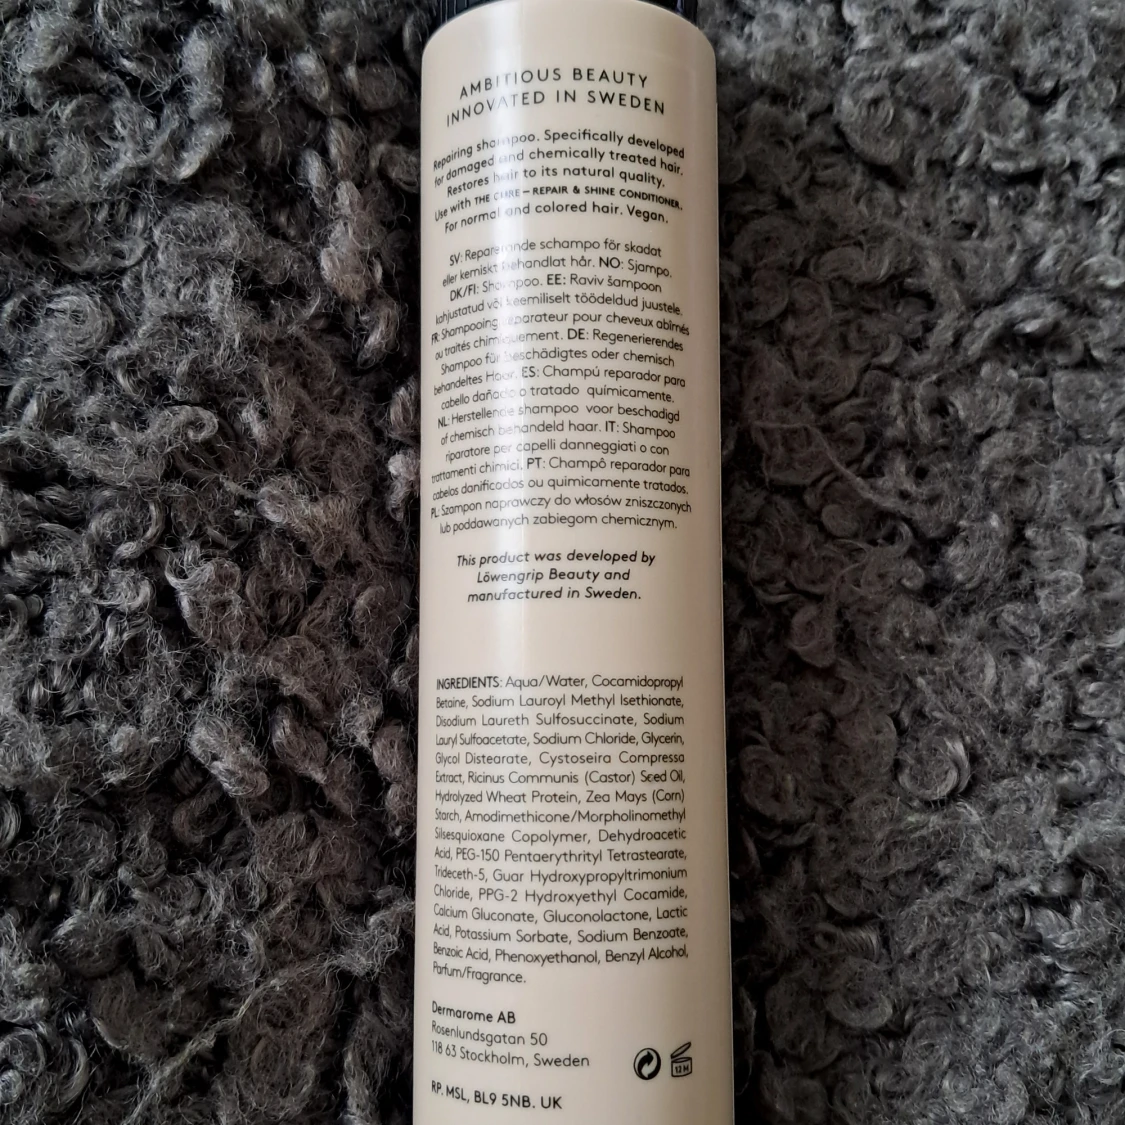 AMBITIOUS BEAUTY
INNOVATED IN SWEDEN
Repairing shampoo. Specifically developed
for damaged and chemically treated hair.
Restores hair to its natural quality.
Use with THE CURE – REPAIR & SHINE CONDITIONER.
For normal and colored hair. Vegan.
SV: Reparerande schampo för skadat
eller kemiskt behandlat hår. NO: Sjampo.
DK/FI: Shampoo. EE: Raviv šampoon
kahjustatud või keemiliselt töödeldud juustele.
FR: Shampooing réparateur pour cheveux abîmés
ou traités chimiquement. DE: Regenerierendes
Shampoo für beschädigtes oder chemisch
behandeltes Haar. ES: Champú reparador para
cabello dañado o tratado químicamente.
NL: Herstellende shampoo voor beschadigd
of chemisch behandeld haar. IT: Shampoo
riparatore per capelli danneggiati o con
trattamenti chimici. PT: Champô reparador para
cabelos danificados ou quimicamente tratados.
PL: Szampon naprawczy do włosów zniszczonych
lub poddawanych zabiegom chemicznym.
This product was developed by
Löwengrip Beauty and
manufactured in Sweden.
INGREDIENTS: Aqua/Water, Cocamidopropyl
Betaine, Sodium Lauroyl Methyl Isethionate,
Disodium Laureth Sulfosuccinate, Sodium
Lauryl Sulfoacetate, Sodium Chloride, Glycerin,
Glycol Distearate, Cystoseira Compressa
Extract, Ricinus Communis (Castor) Seed Oil,
Hydrolyzed Wheat Protein, Zea Mays (Corn)
Starch, Amodimethicone/Morpholinomethyl
Silsesquioxane Copolymer, Dehydroacetic
Acid, PEG-150 Pentaerythrityl Tetrastearate,
Trideceth-5, Guar Hydroxypropyltrimonium
Chloride, PPG-2 Hydroxyethyl Cocamide,
Calcium Gluconate, Gluconolactone, Lactic
Acid, Potassium Sorbate, Sodium Benzoate,
Benzoic Acid, Phenoxyethanol, Benzyl Alcohol,
Parfum/Fragrance.
Dermarome AB
Rosenlundsgatan 50
118 63 Stockholm, Sweden
12 M
RP. MSL, BL9 5NB. UK